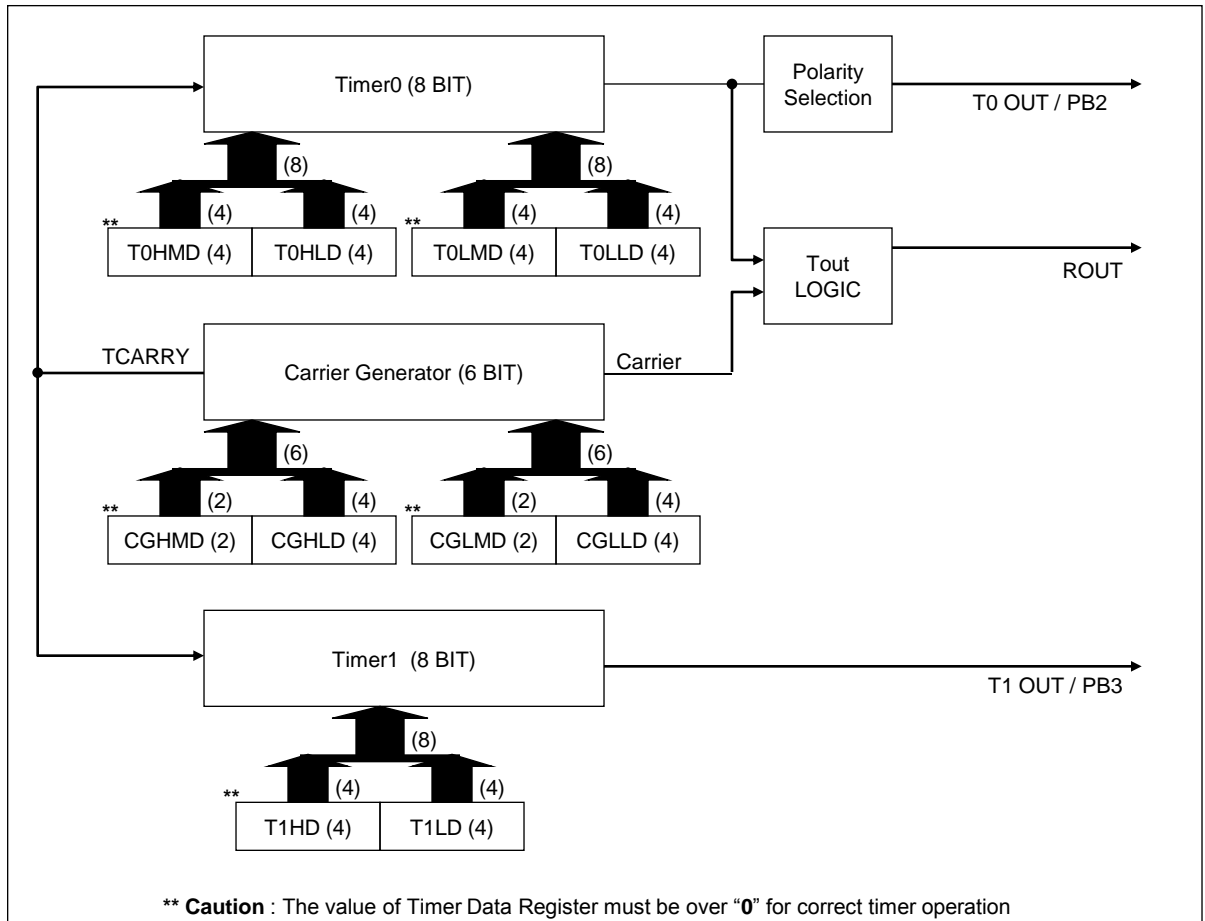 Timer0 (8 BIT)
Polarity
Selection
T0 OUT / PB2
(8)
(8)
**
(4)
(4)
**
(4)
(4)
T0HMD (4)
T0HLD (4)
T0LMD (4)
T0LLD (4)
Tout
LOGIC
ROUT
TCARRY
Carrier Generator (6 BIT)
Carrier
(6)
(6)
**
(2)
(4)
**
(2)
(4)
CGHMD (2)
CGHLD (4)
CGLMD (2)
CGLLD (4)
Timer1 (8 BIT)
T1 OUT / PB3
(8)
**
(4)
(4)
T1HD (4)
T1LD (4)
** Caution : The value of Timer Data Register must be over “0” for correct timer operation